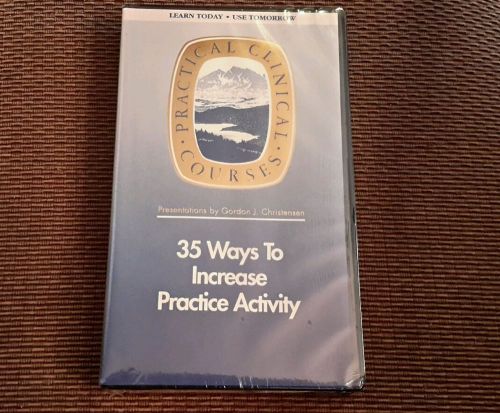 LEARN TODAY • USE TOMORROW
• PRACTICAL CLINICAL •
COURSES
Presentations by Gordon J. Christensen
35 Ways To
Increase
Practice Activity